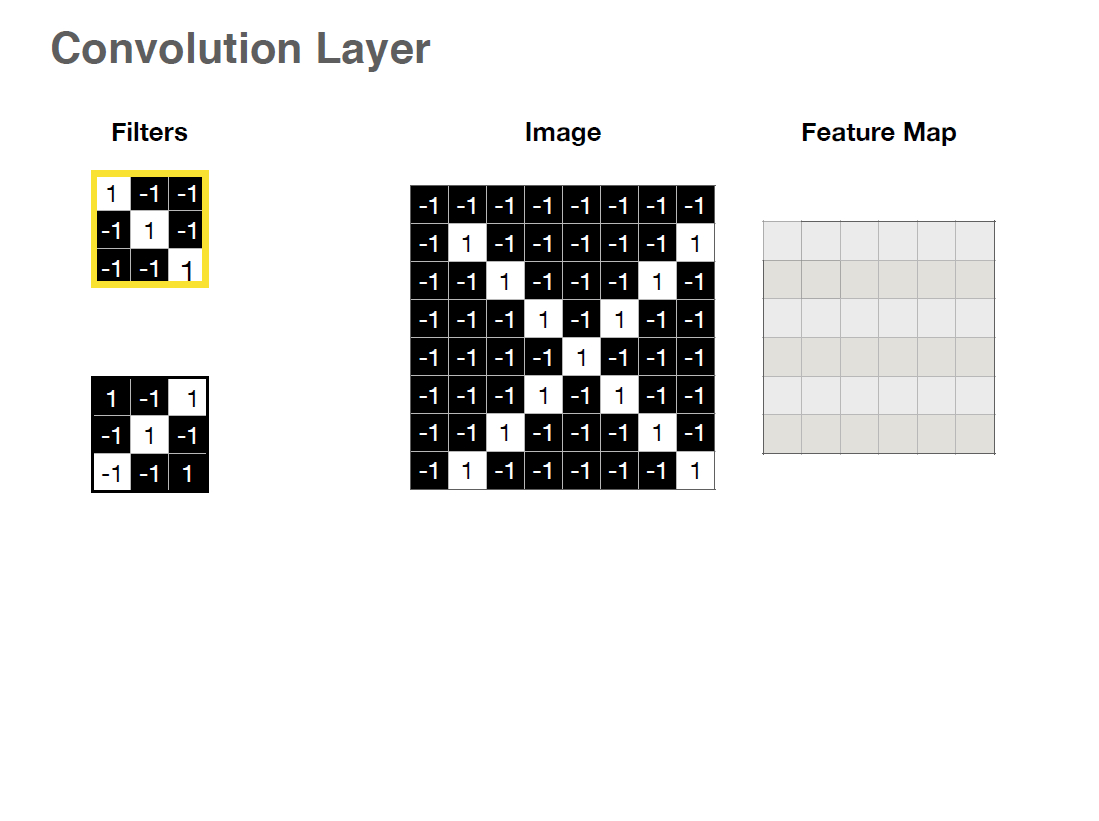 Convolution Layer
Filters
1 -1 -1
-1 1 -1
-1 -1 1
1 -1 1
-1 1 -1
-1 -1 1
Image
-1 -1 -1 -1 -1 -1 -1 -1
-1 1 -1 -1 -1 -1 -1 1
-1 -1 1 -1 -1 -1 1 -1
-1 -1 -1 1 -1 1 -1 -1
-1 -1 -1 -1 1 -1 -1 -1
-1 -1 -1 1 -1 1 -1 -1
-1 -1 1 -1 -1 -1 1 -1
-1 1 -1 -1 -1 -1 -1 1
Feature Map